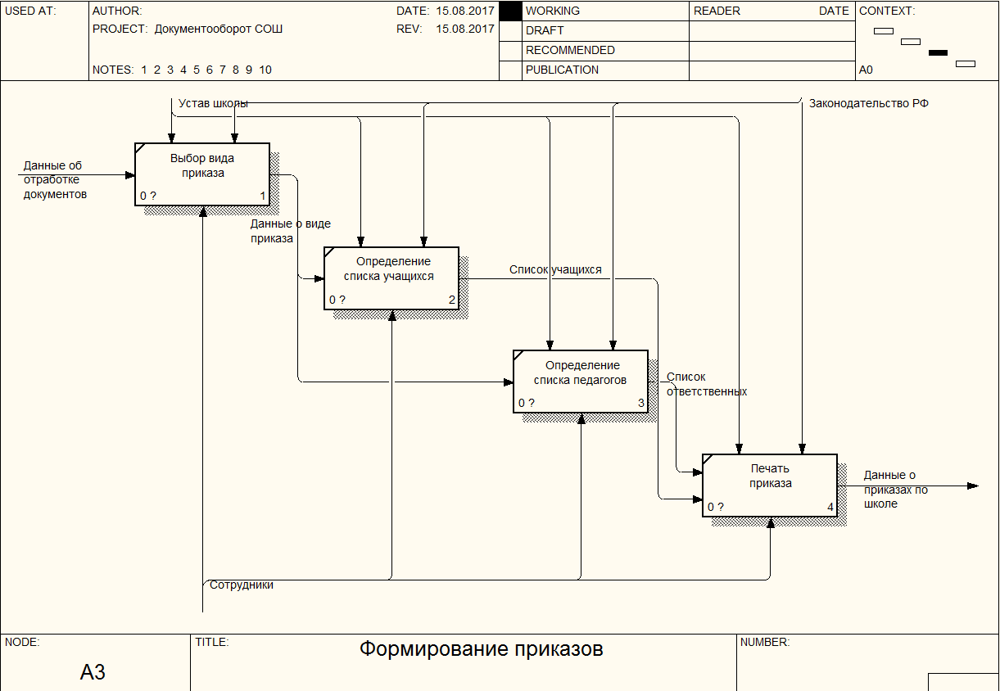 USED AT:
AUTHOR:
DATE: 15.08.2017
PROJECT: Документооборот СОШ
REV: 15.08.2017
NOTES: 1 2 3 4 5 6 7 8 9 10
WORKING
DRAFT
RECOMMENDED
PUBLICATION
READER
DATE
CONTEXT:
A0
Устав школы
Законодательство РФ
Данные об
отработке
документов
Выбор вида
приказа
0 ?
1
Данные о виде
приказа
Определение
списка учащихся
0 ?
2
Список учащихся
Определение
списка педагогов
0 ?
3
Список
ответственных
Печать
приказа
0 ?
4
Данные о
приказах по
школе
Сотрудники
NODE:
A3
TITLE:
Формирование приказов
NUMBER: